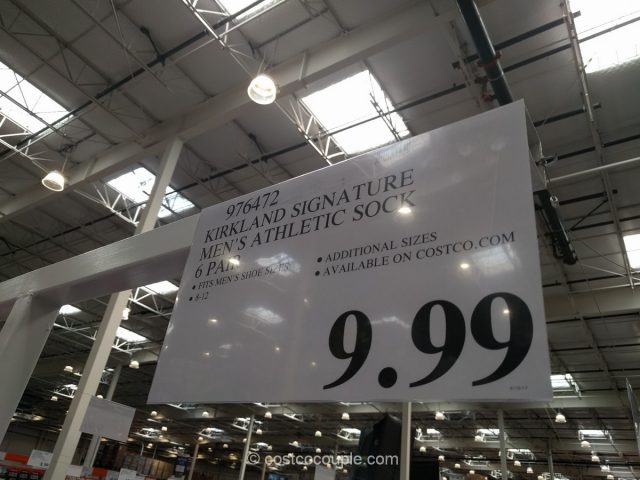 976472
KIRKLAND SIGNATURE
MEN'S ATHLETIC SOCK
6 PAIR
• FITS MEN'S SHOE SIZES
• 8-12
• ADDITIONAL SIZES
• AVAILABLE ON COSTCO.COM
9.99
© costcocouple.com